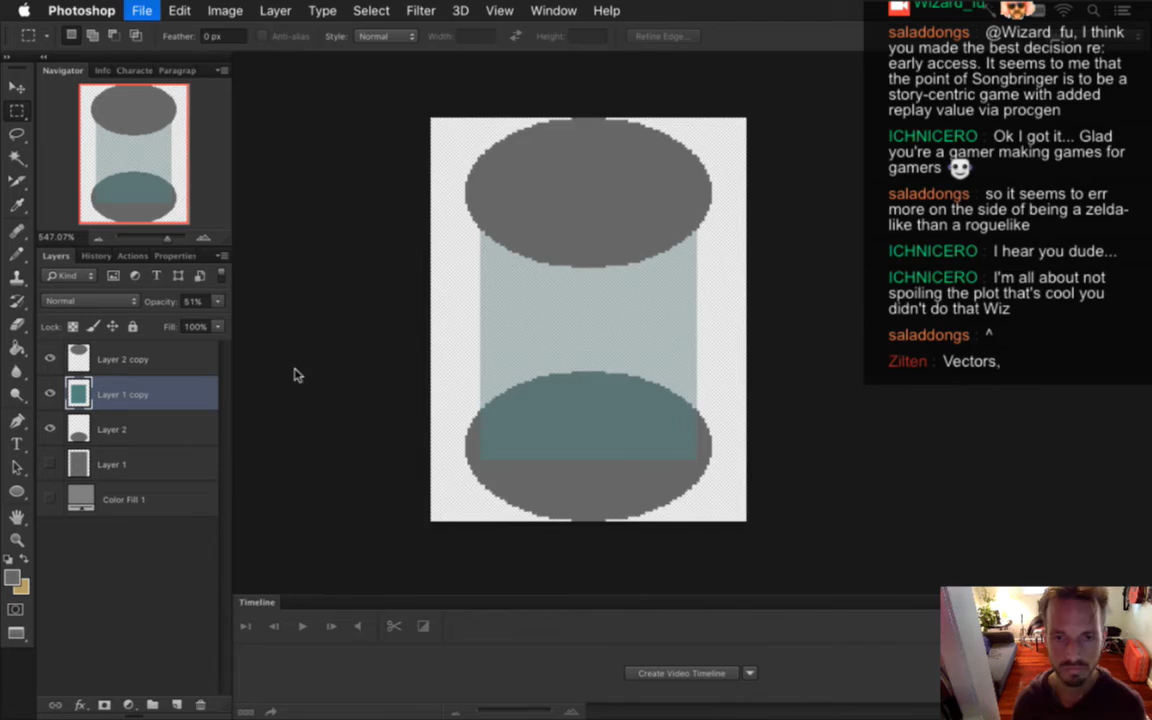 Photoshop File Edit Image Layer Type Select Filter 3D View Window Help
Feather: 0 px Anti-alias Style: Normal Width: Height: Refine Edge...
Navigator Info Characte Paragrap
547.07%
Layers History Actions Properties
Kind
Normal Opacity: 51%
Lock: Fill: 100%
Layer 2 copy
Layer 1 copy
Layer 2
Layer 1
Color Fill 1
Timeline
Create Video Timeline
Wizard_fu
saladdongs : @Wizard_fu, I think
you made the best decision re:
early access. It seems to me that
the point of Songbringer is to be a
story-centric game with added
replay value via procgen
ICHNICERO : Ok I got it... Glad
you're a gamer making games for
gamers
saladdongs : so it seems to err
more on the side of being a zelda-
like than a roguelike
ICHNICERO : I hear you dude...
ICHNICERO : I'm all about not
spoiling the plot that's cool you
didn't do that Wiz
saladdongs : ^
Zilten : Vectors,